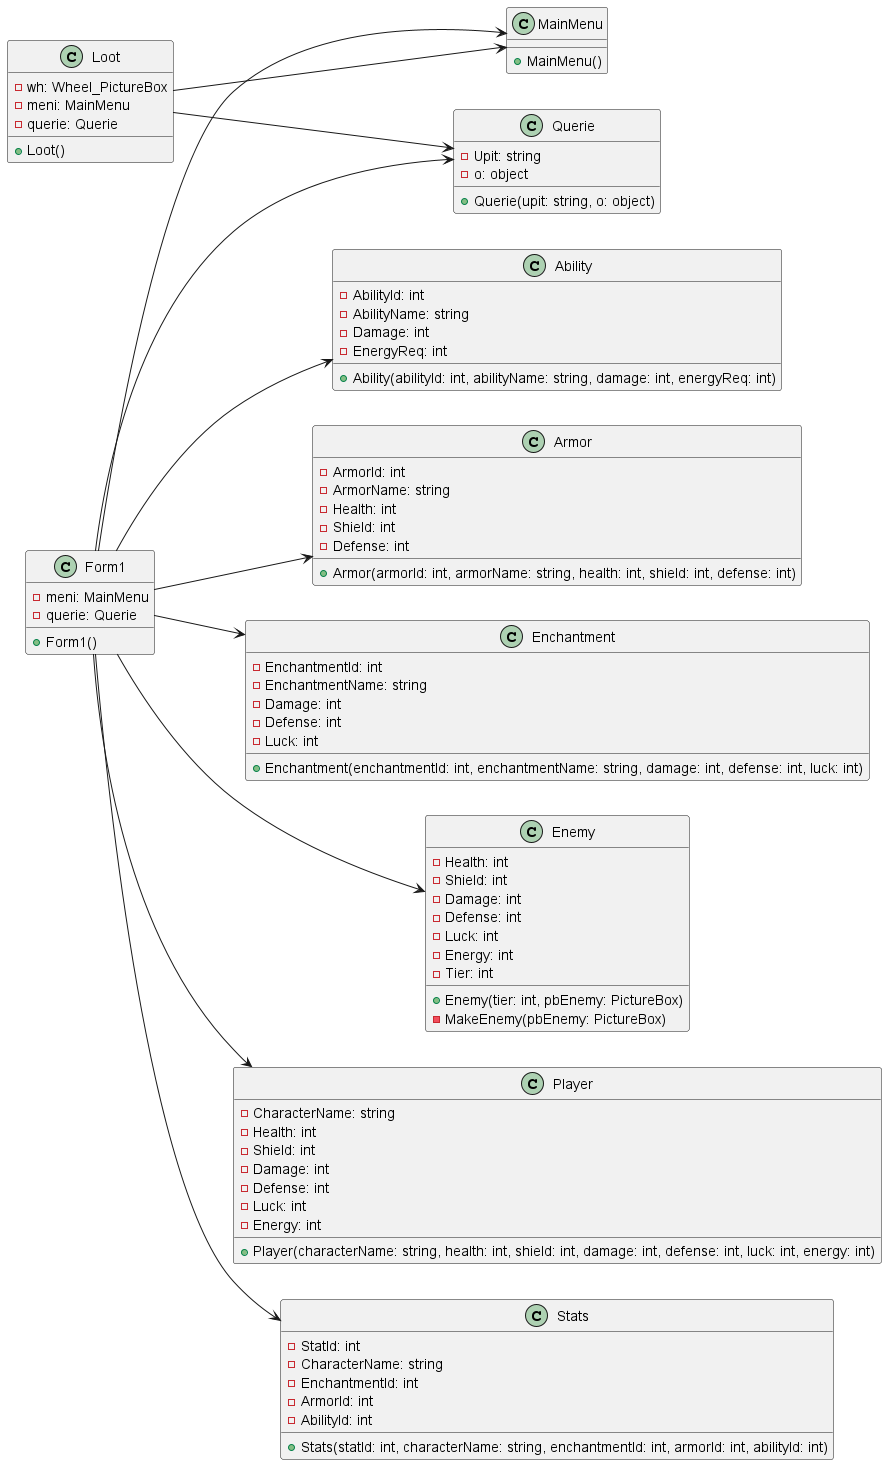 C MainMenu
+ MainMenu()
C Loot
wh: Wheel_PictureBox
meni: MainMenu
querie: Querie
Loot()
C Querie
Upit: string
o: object
Querie(upit: string, o: object)
C Ability
AbilityId: int
AbilityName: string
Damage: int
EnergyReq: int
Ability(abilityId: int, abilityName: string, damage: int, energyReq: int)
C Armor
ArmorId: int
ArmorName: string
Health: int
Shield: int
Defense: int
Armor(armorId: int, armorName: string, health: int, shield: int, defense: int)
C Form1
meni: MainMenu
querie: Querie
Form1()
C Enchantment
EnchantmentId: int
EnchantmentName: string
Damage: int
Defense: int
Luck: int
Enchantment(enchantmentId: int, enchantmentName: string, damage: int, defense: int, luck: int)
C Enemy
Health: int
Shield: int
Damage: int
Defense: int
Luck: int
Energy: int
Tier: int
Enemy(tier: int, pbEnemy: PictureBox)
MakeEnemy(pbEnemy: PictureBox)
C Player
CharacterName: string
Health: int
Shield: int
Damage: int
Defense: int
Luck: int
Energy: int
Player(characterName: string, health: int, shield: int, damage: int, defense: int, luck: int, energy: int)
C Stats
StatId: int
CharacterName: string
EnchantmentId: int
ArmorId: int
AbilityId: int
Stats(statId: int, characterName: string, enchantmentId: int, armorId: int, abilityId: int)